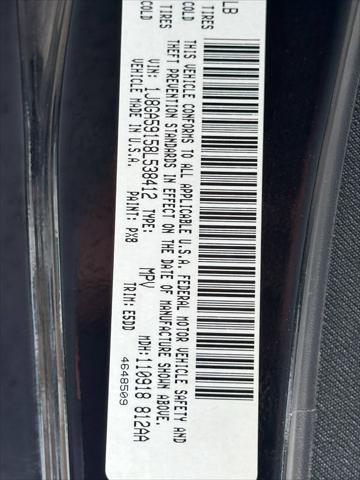 LB
TIRES
COLD
TIRES
COLD
THIS VEHICLE CONFORMS TO ALL APPLICABLE U.S.A. FEDERAL MOTOR VEHICLE SAFETY AND
THEFT PREVENTION STANDARDS IN EFFECT ON THE DATE OF MANUFACTURE SHOWN ABOVE.
VIN: 1J8GA59158L538412 TYPE: MPV MDH: 110918 812AA
VEHICLE MADE IN U.S.A. PAINT: PX8 TRIM: E5DD 4648509